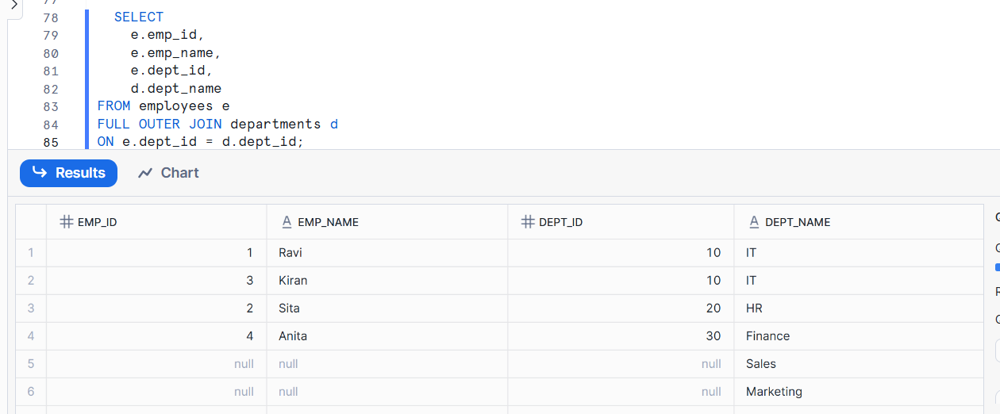 78 SELECT
79 e.emp_id,
80 e.emp_name,
81 e.dept_id,
82 d.dept_name
83 FROM employees e
84 FULL OUTER JOIN departments d
85 ON e.dept_id = d.dept_id;
Results Chart
EMP_ID EMP_NAME DEPT_ID DEPT_NAME
1 1 Ravi 10 IT
2 3 Kiran 10 IT
3 2 Sita 20 HR
4 4 Anita 30 Finance
5 null null null Sales
6 null null null Marketing